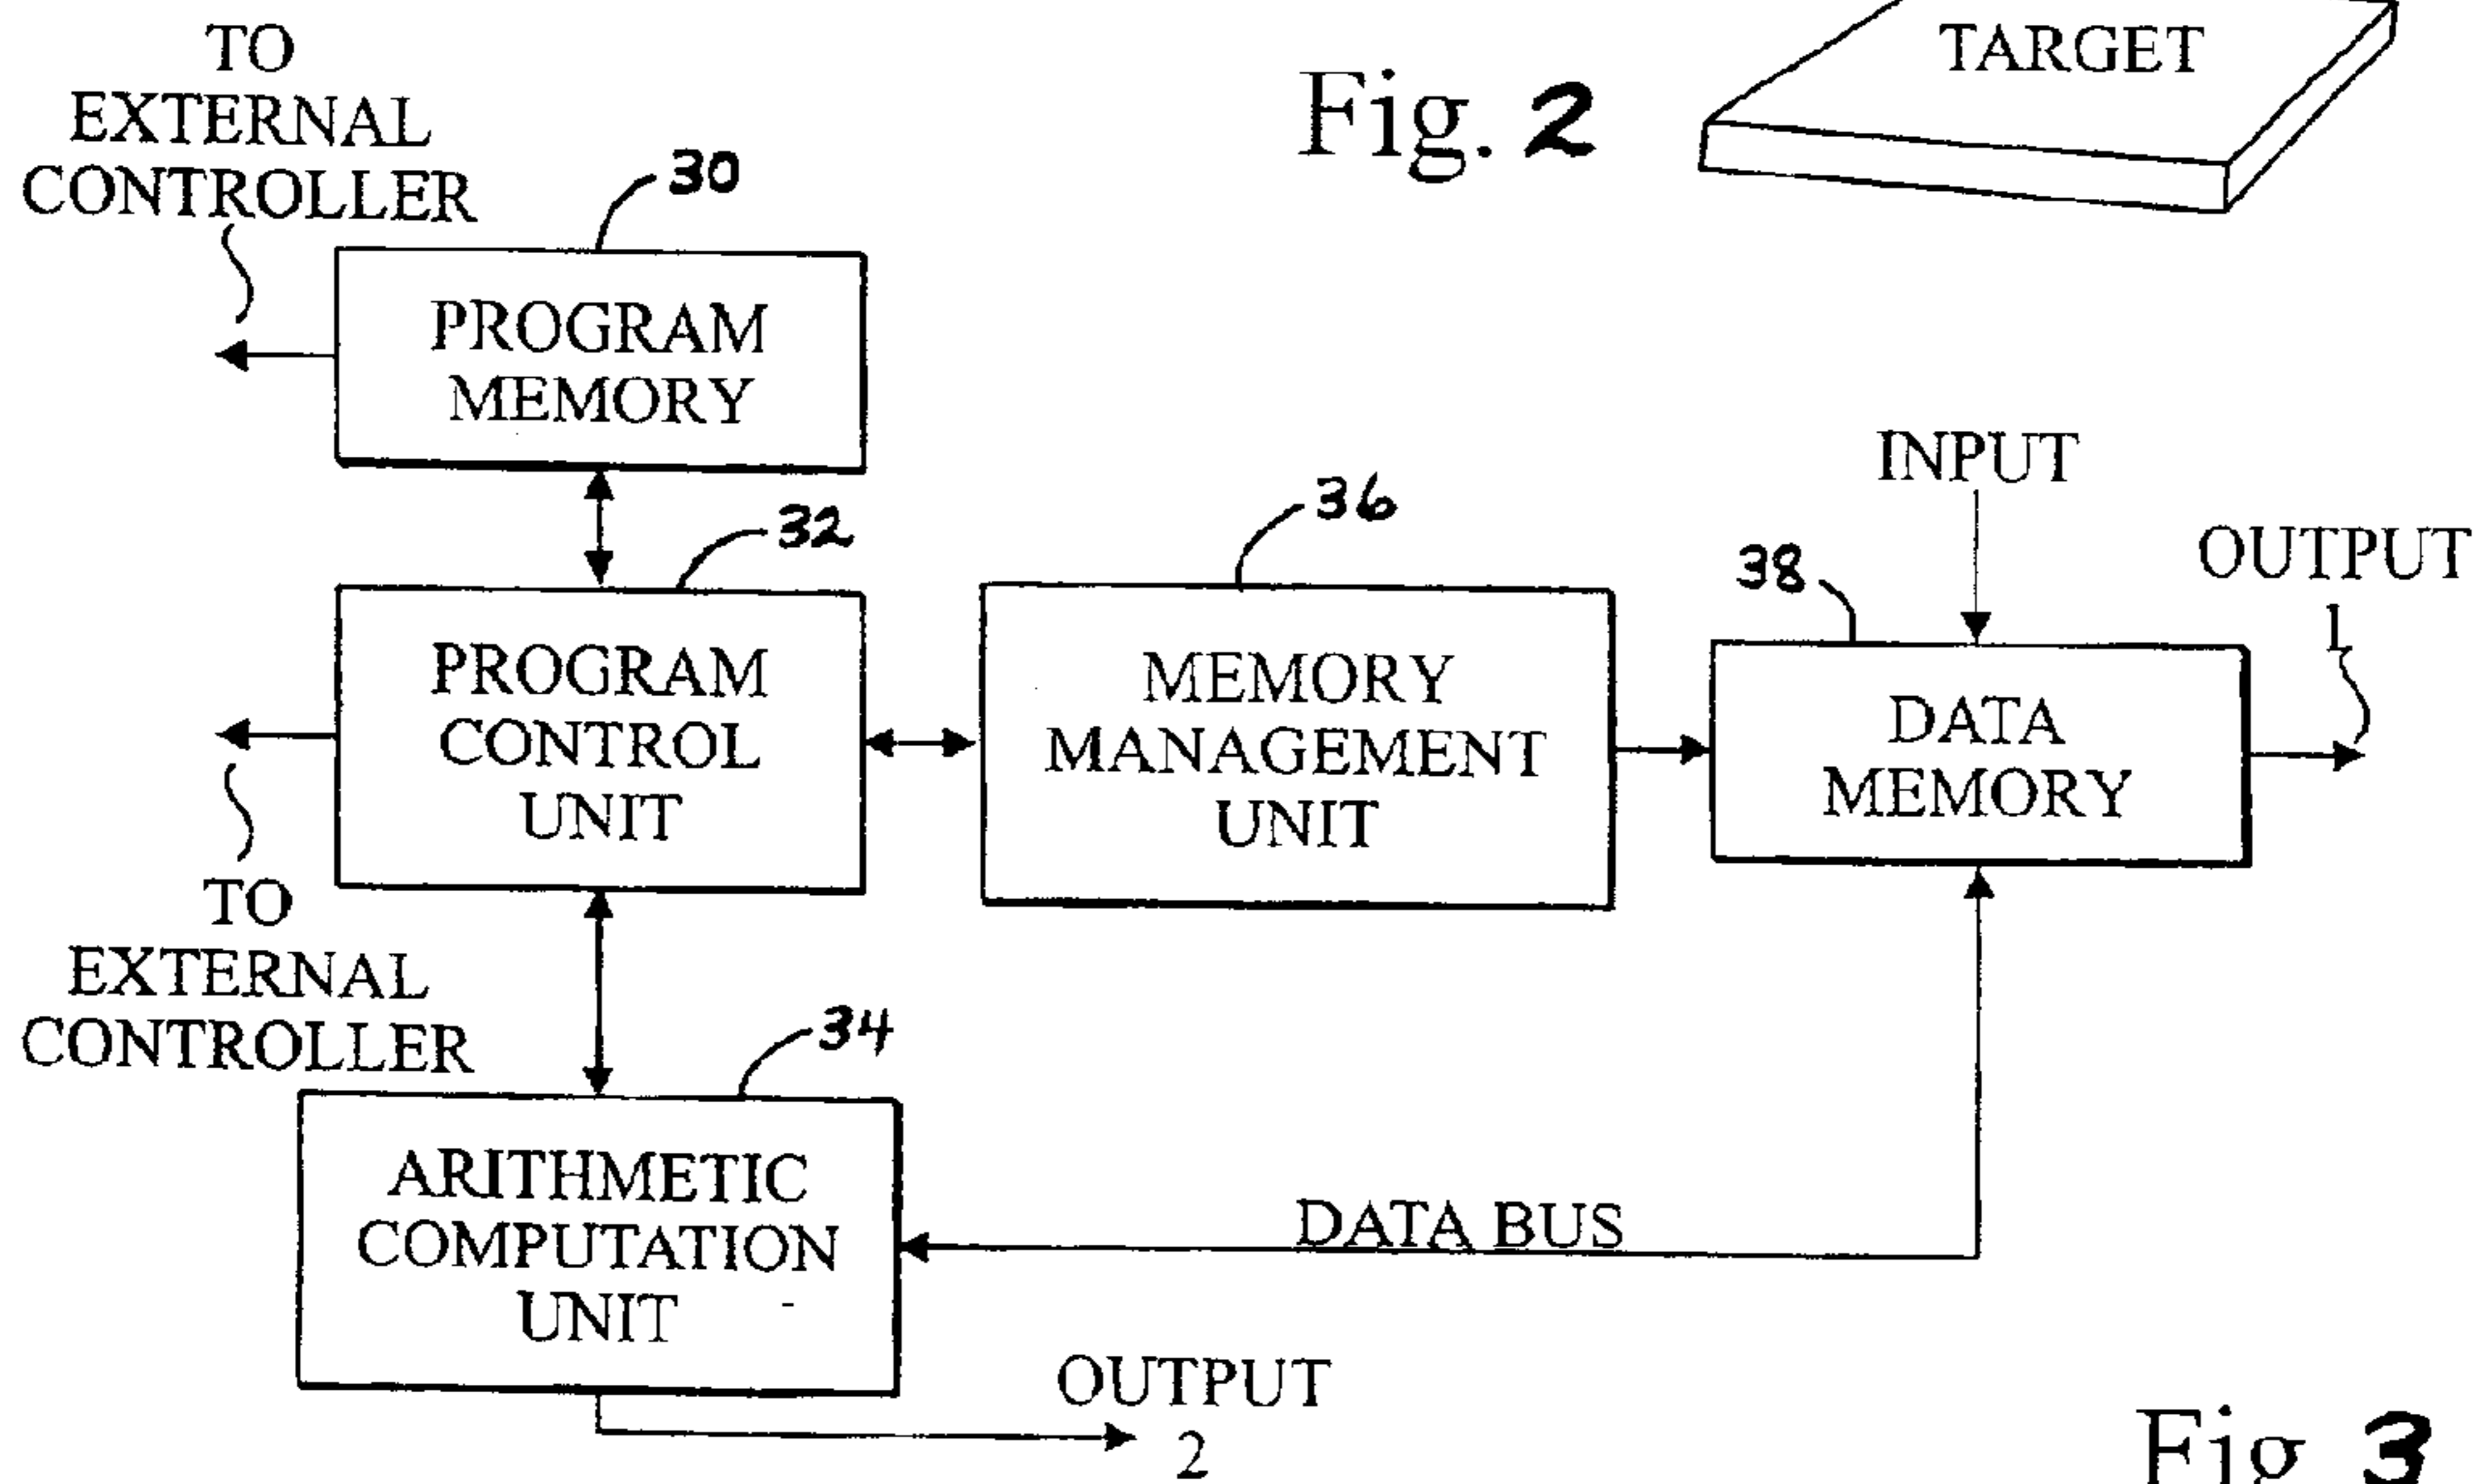 TO
EXTERNAL
CONTROLLER
Fig. 2
TARGET
30
PROGRAM
MEMORY
32
36
38
INPUT
OUTPUT
1
PROGRAM
CONTROL
UNIT
MEMORY
MANAGEMENT
UNIT
DATA
MEMORY
TO
EXTERNAL
CONTROLLER
34
ARITHMETIC
COMPUTATION
UNIT
DATA BUS
OUTPUT
2
Fig 3